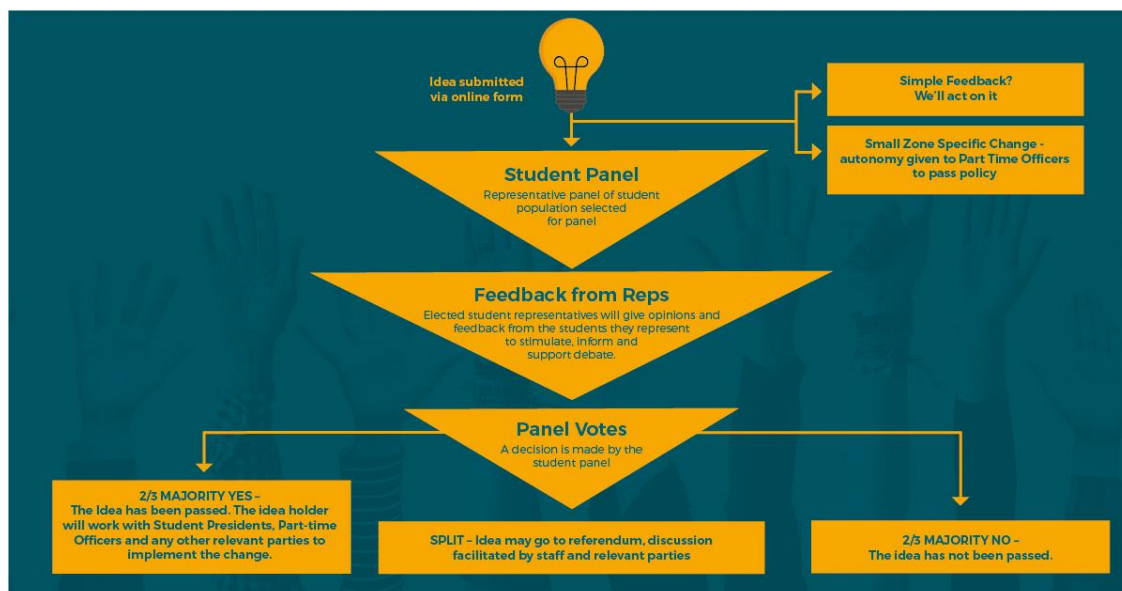 Idea submitted
via online form
Simple Feedback?
We'll act on it
Small Zone Specific Change -
autonomy given to Part Time Officers
to pass policy
Student Panel
Representative panel of student
population selected
for panel
Feedback from Reps
Elected student representatives will give opinions and
feedback from the students they represent
to stimulate, inform and
support debate.
Panel Votes
A decision is made by the
student panel
2/3 MAJORITY YES –
The Idea has been passed. The idea holder
will work with Student Presidents, Part-time
Officers and any other relevant parties to
implement the change.
SPLIT – Idea may go to referendum, discussion
facilitated by staff and relevant parties
2/3 MAJORITY NO –
The idea has not been passed.